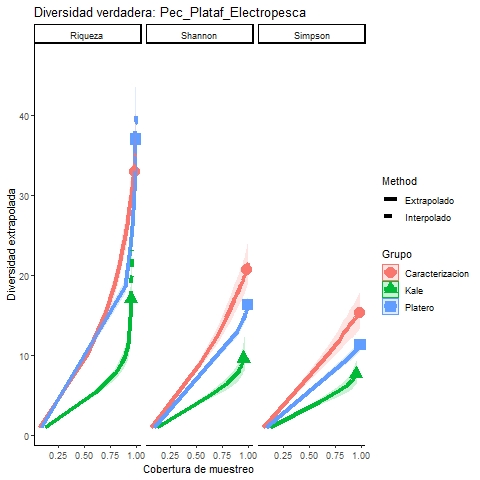 Diversidad verdadera: Pec_Plataf_Electropesca
Riqueza Shannon Simpson
Diversidad extrapolada
40
30
20
10
0
0.25 0.50 0.75 1.00 0.25 0.50 0.75 1.00 0.25 0.50 0.75 1.00
Cobertura de muestreo
Method
Extrapolado
Interpolado
Grupo
Caracterizacion
Kale
Platero